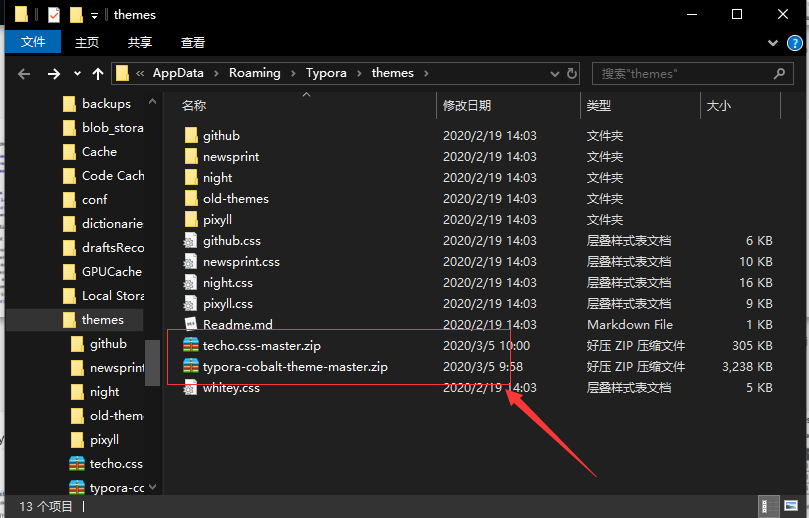 themes
文件 主页 共享 查看
« AppData Roaming Typora themes 搜索"themes"
名称 修改日期 类型 大小
backups
blob_stora
Cache
Code Cach
conf
dictionarie
draftsReco
GPUCache
Local Stora
themes
github
newsprint
night
old-them
pixyll
techo.css
typora-cc
github 2020/2/19 14:03 文件夹
newsprint 2020/2/19 14:03 文件夹
night 2020/2/19 14:03 文件夹
old-themes 2020/2/19 14:03 文件夹
pixyll 2020/2/19 14:03 文件夹
github.css 2020/2/19 14:03 层叠样式表文档 6 KB
newsprint.css 2020/2/19 14:03 层叠样式表文档 10 KB
night.css 2020/2/19 14:03 层叠样式表文档 16 KB
pixyll.css 2020/2/19 14:03 层叠样式表文档 9 KB
Readme.md 2020/2/19 14:03 Markdown File 1 KB
techo.css-master.zip 2020/3/5 10:00 好压 ZIP 压缩文件 305 KB
typora-cobalt-theme-master.zip 2020/3/5 9:58 好压 ZIP 压缩文件 3,238 KB
whitey.css 2020/2/19 14:03 层叠样式表文档 5 KB
13 个项目